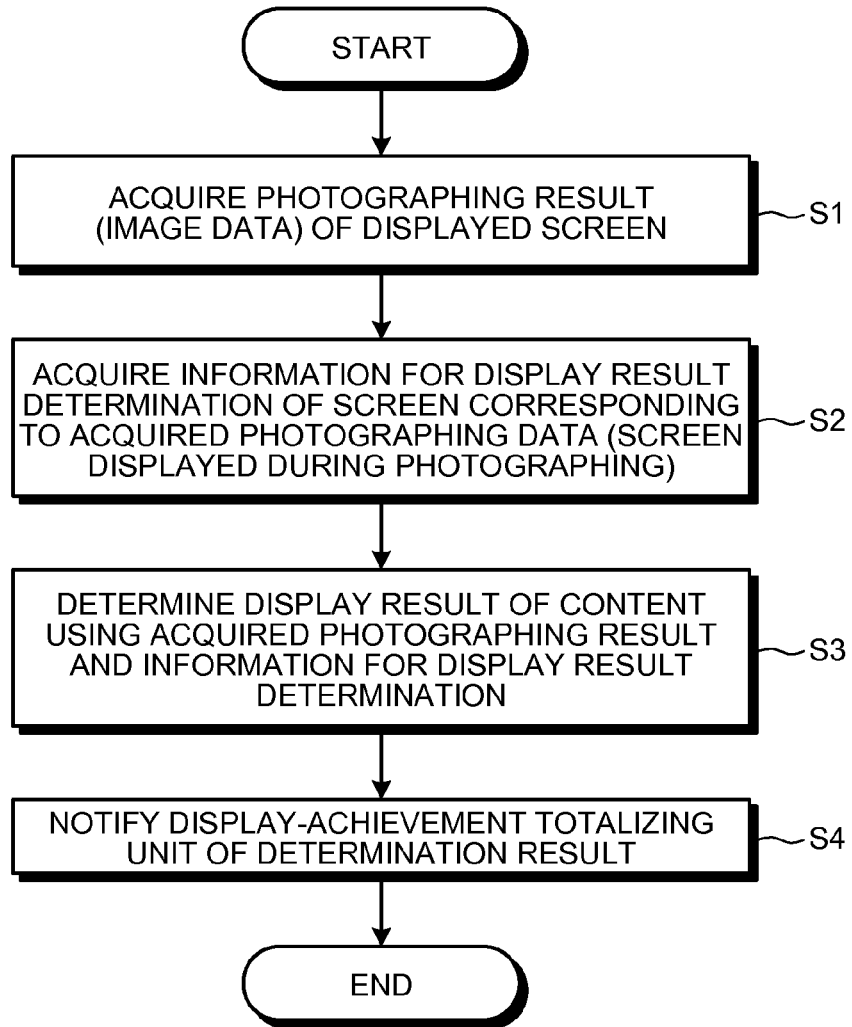 START
ACQUIRE PHOTOGRAPHING RESULT
(IMAGE DATA) OF DISPLAYED SCREEN
S1
ACQUIRE INFORMATION FOR DISPLAY RESULT
DETERMINATION OF SCREEN CORRESPONDING
TO ACQUIRED PHOTOGRAPHING DATA (SCREEN
DISPLAYED DURING PHOTOGRAPHING)
S2
DETERMINE DISPLAY RESULT OF CONTENT
USING ACQUIRED PHOTOGRAPHING RESULT
AND INFORMATION FOR DISPLAY RESULT
DETERMINATION
S3
NOTIFY DISPLAY-ACHIEVEMENT TOTALIZING
UNIT OF DETERMINATION RESULT
S4
END